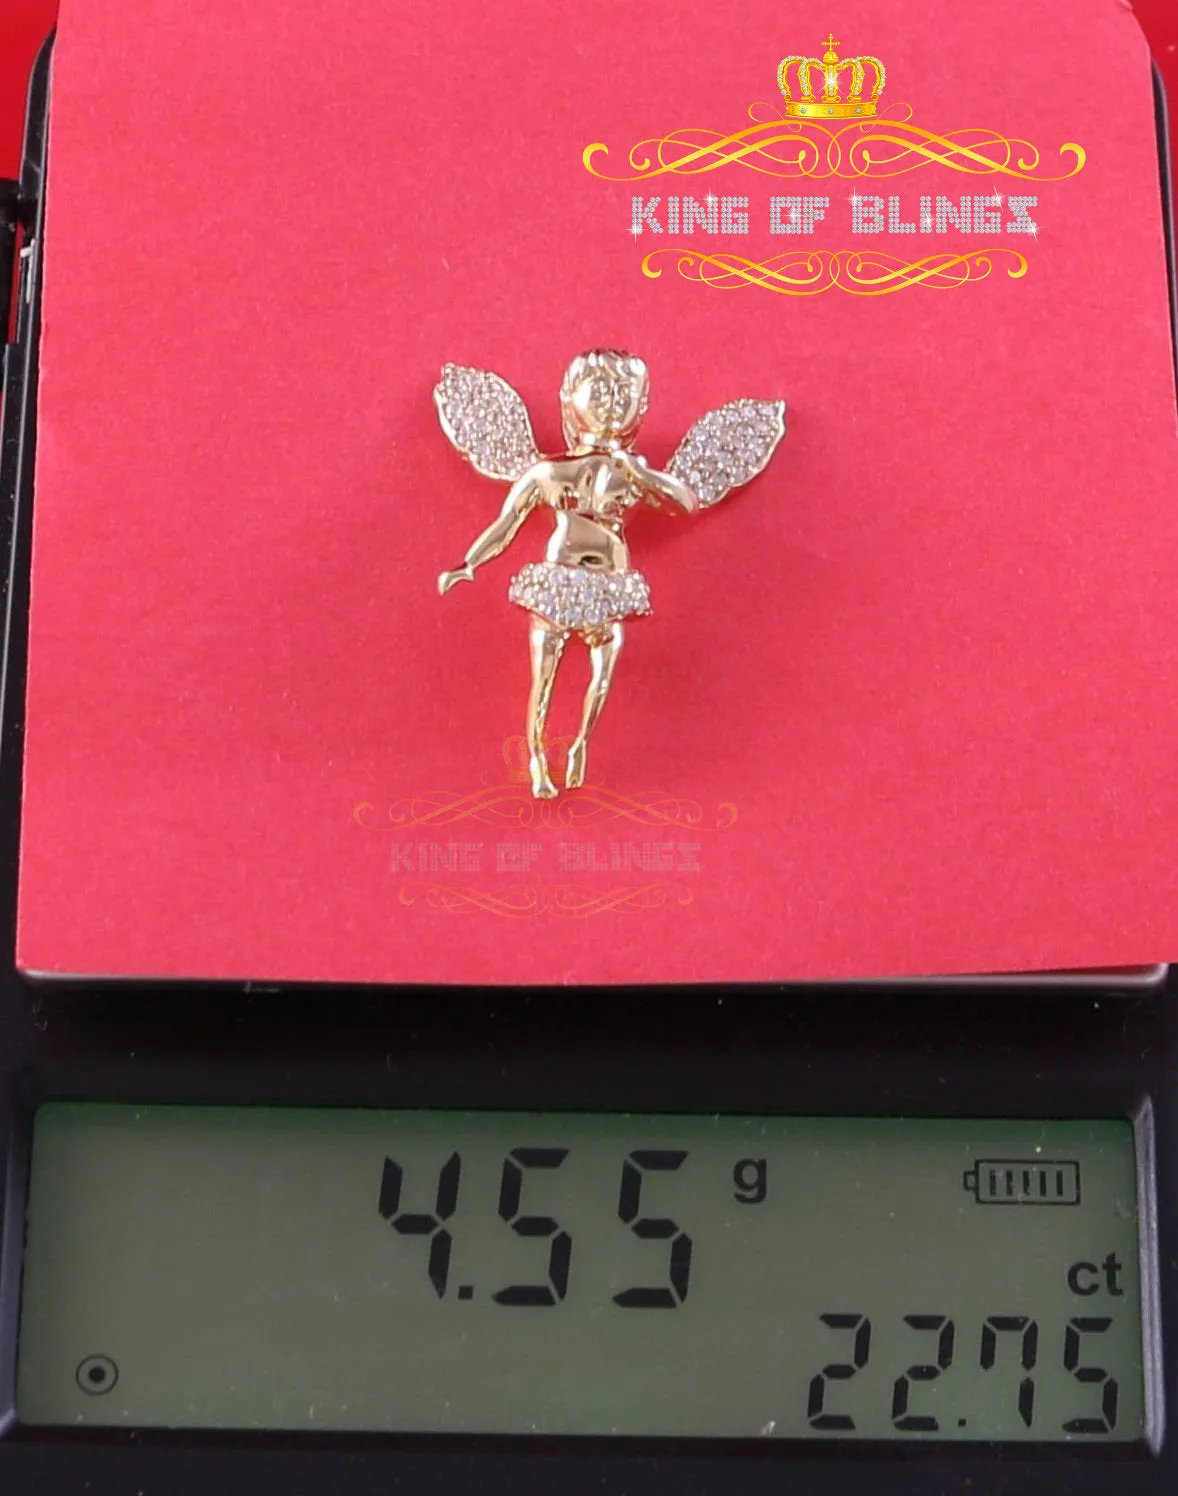 KING OF BLINGS
KING OF BLINGS
4.55 g
ct
22.75